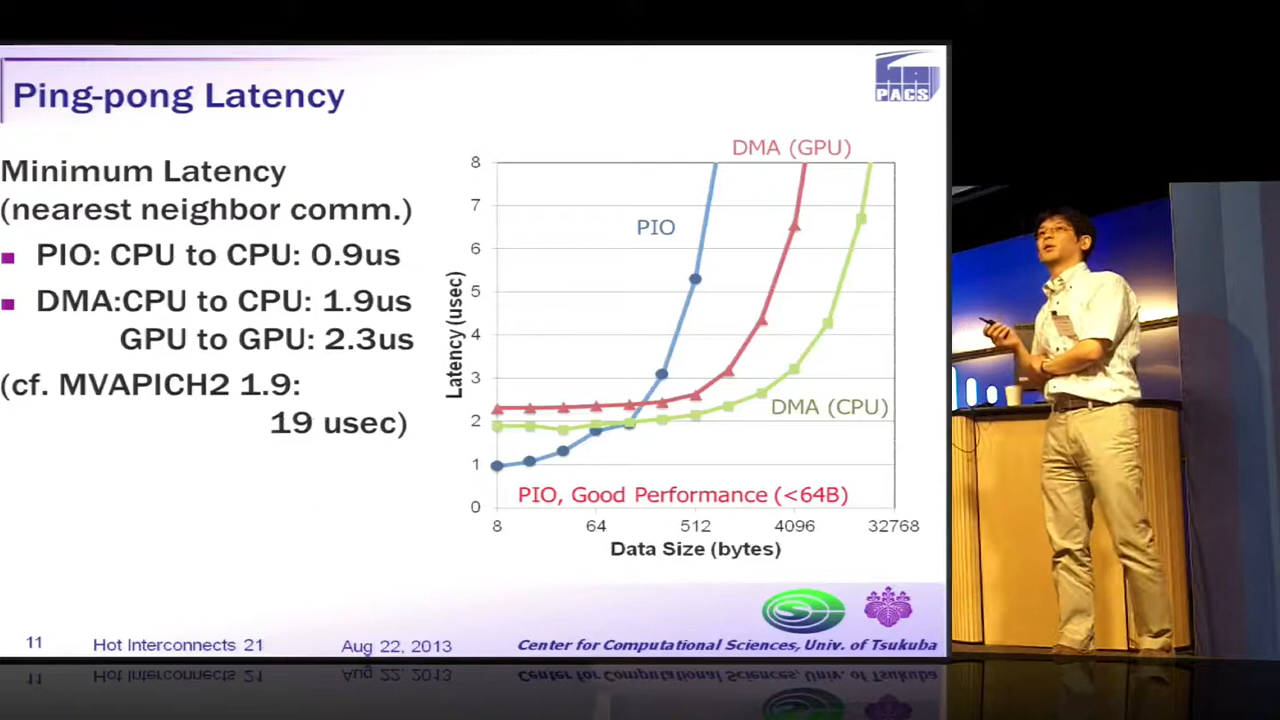 Ping-pong Latency
HA
PACS
Minimum Latency
(nearest neighbor comm.)
PIO: CPU to CPU: 0.9us
DMA:CPU to CPU: 1.9us
GPU to GPU: 2.3us
(cf. MVAPICH2 1.9:
19 usec)
DMA (GPU)
PIO
DMA (CPU)
PIO, Good Performance (<64B)
Latency (usec)
8
7
6
5
4
3
2
1
0
8 64 512 4096 32768
Data Size (bytes)
11 Hot Interconnects 21 Aug 22, 2013 Center for Computational Sciences, Univ. of Tsukuba